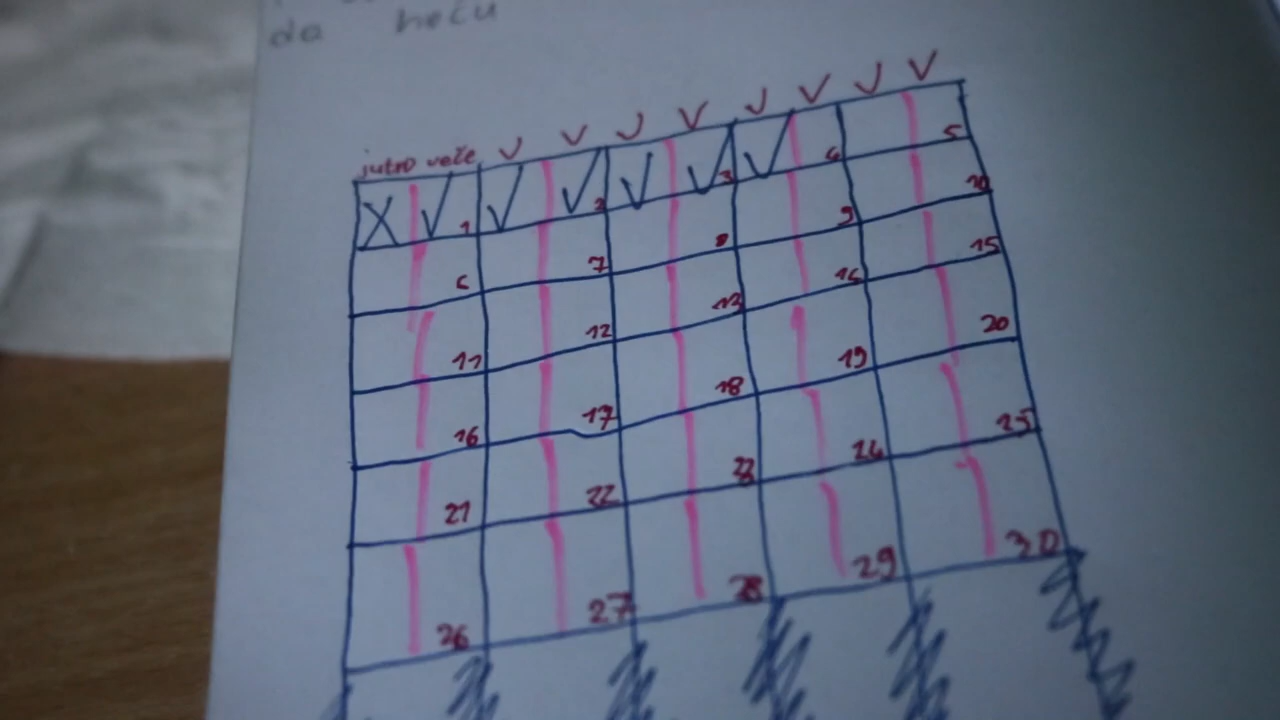 da neću
jutro veče J V J V J V J V
X √ 1 √ √ 2 √ √ 3 √ 4 5
6 7 8 9 10
11 12 13 14 15
16 17 18 19 20
21 22 23 24 25
26 27 28 29 30